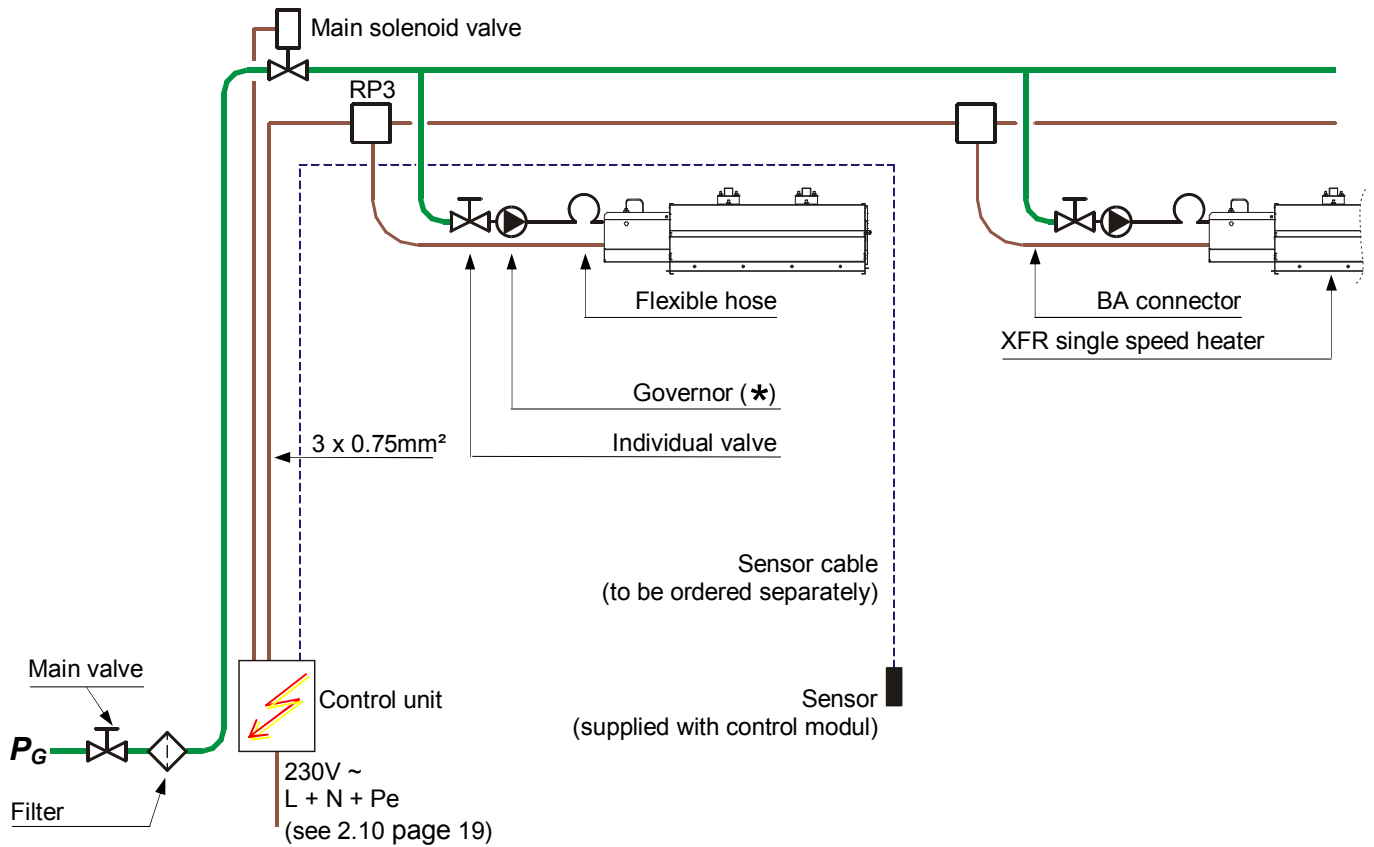 Main solenoid valve
RP3
Flexible hose
BA connector
XFR single speed heater
Governor (*)
3 x 0.75mm²
Individual valve
Sensor cable
(to be ordered separately)
Main valve
Control unit
Sensor
(supplied with control modul)
PG
230V ~
L + N + Pe
(see 2.10 page 19)
Filter